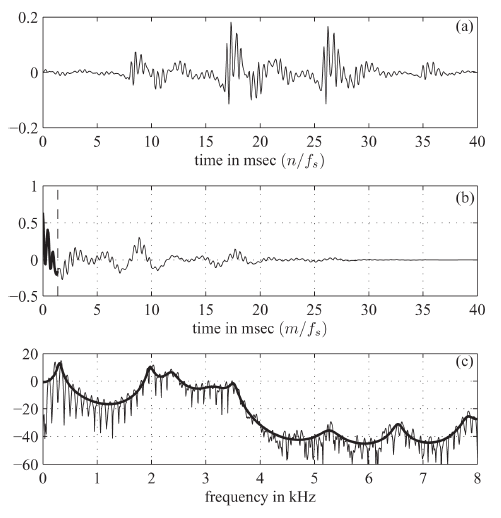 0.2
(a)
0
−0.2
0 5 10 15 20 25 30 35 40
time in msec (n/fs)
1
(b)
0.5
0
−0.5
0 5 10 15 20 25 30 35 40
time in msec (m/fs)
20
(c)
0
−20
−40
−60
0 1 2 3 4 5 6 7 8
frequency in kHz